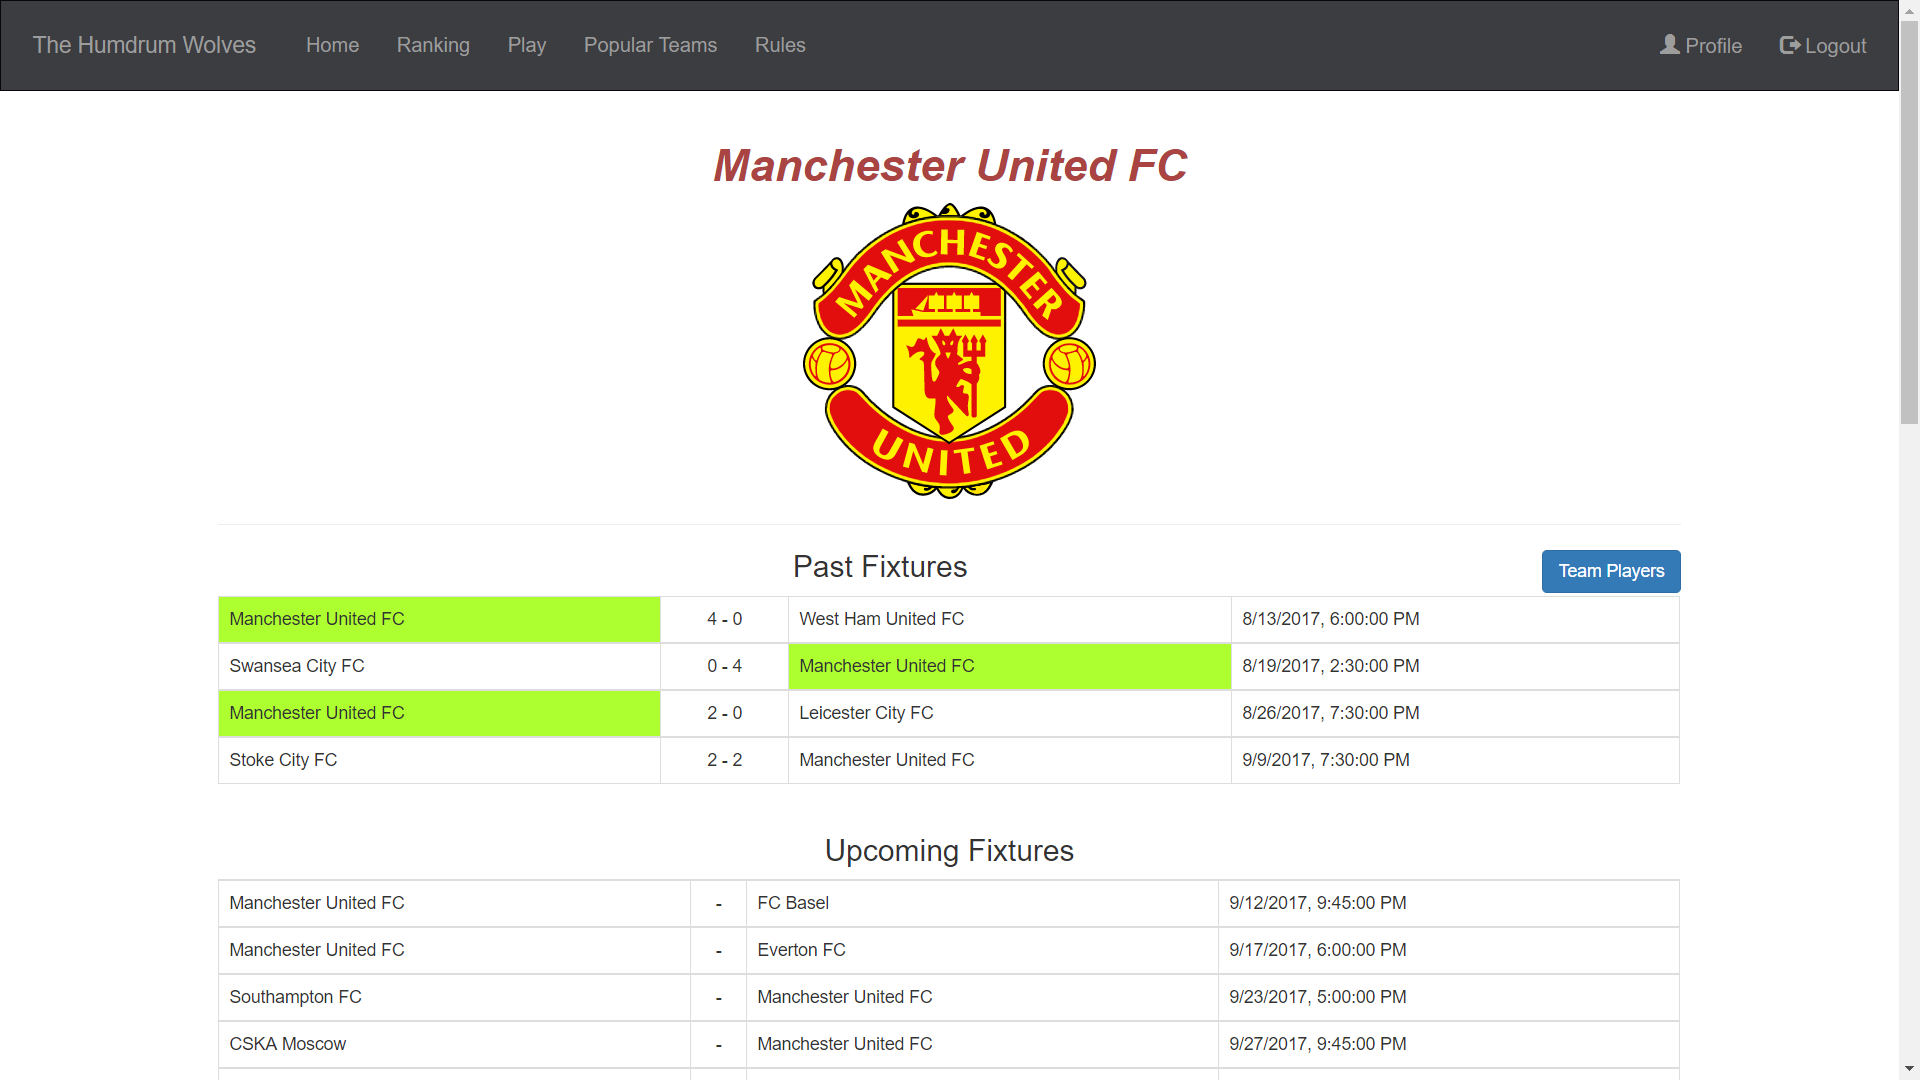 The Humdrum Wolves Home Ranking Play Popular Teams Rules Profile Logout
Manchester United FC
MANCHESTER
UNITED
Past Fixtures
Team Players
Manchester United FC 4 - 0 West Ham United FC 8/13/2017, 6:00:00 PM
Swansea City FC 0 - 4 Manchester United FC 8/19/2017, 2:30:00 PM
Manchester United FC 2 - 0 Leicester City FC 8/26/2017, 7:30:00 PM
Stoke City FC 2 - 2 Manchester United FC 9/9/2017, 7:30:00 PM
Upcoming Fixtures
Manchester United FC - FC Basel 9/12/2017, 9:45:00 PM
Manchester United FC - Everton FC 9/17/2017, 6:00:00 PM
Southampton FC - Manchester United FC 9/23/2017, 5:00:00 PM
CSKA Moscow - Manchester United FC 9/27/2017, 9:45:00 PM